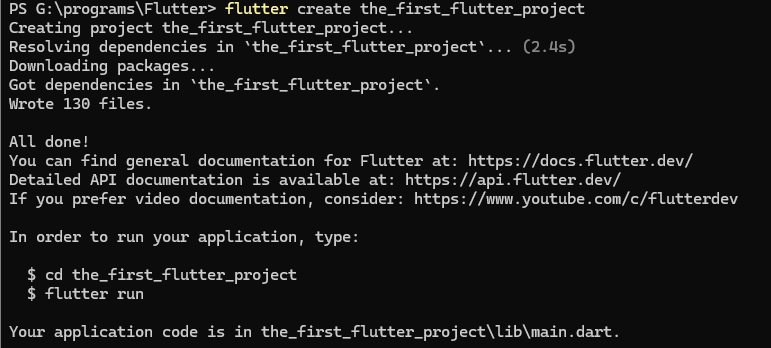 PS G:\programs\Flutter> flutter create the_first_flutter_project
Creating project the_first_flutter_project...
Resolving dependencies in `the_first_flutter_project`... (2.4s)
Downloading packages...
Got dependencies in `the_first_flutter_project`.
Wrote 130 files.

All done!
You can find general documentation for Flutter at: https://docs.flutter.dev/
Detailed API documentation is available at: https://api.flutter.dev/
If you prefer video documentation, consider: https://www.youtube.com/c/flutterdev

In order to run your application, type:

  $ cd the_first_flutter_project
  $ flutter run

Your application code is in the_first_flutter_project\lib\main.dart.